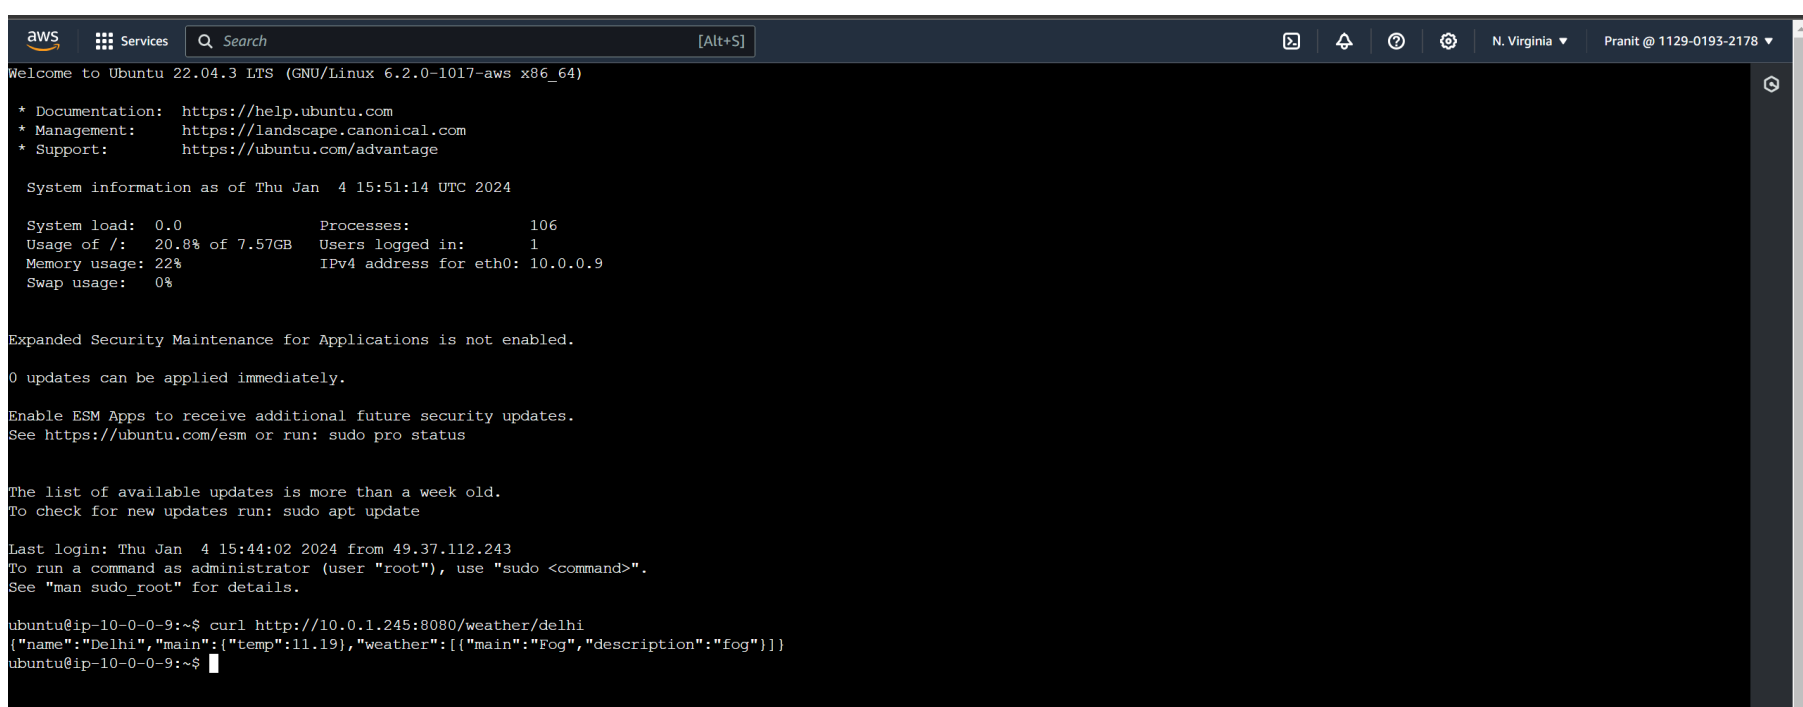 aws Services Search [Alt+S] N. Virginia ▼ Pranit @ 1129-0193-2178 ▼
Welcome to Ubuntu 22.04.3 LTS (GNU/Linux 6.2.0-1017-aws x86_64)
* Documentation: https://help.ubuntu.com
* Management: https://landscape.canonical.com
* Support: https://ubuntu.com/advantage
System information as of Thu Jan 4 15:51:14 UTC 2024
System load: 0.0 Processes: 106
Usage of /: 20.8% of 7.57GB Users logged in: 1
Memory usage: 22% IPv4 address for eth0: 10.0.0.9
Swap usage: 0%
Expanded Security Maintenance for Applications is not enabled.
0 updates can be applied immediately.
Enable ESM Apps to receive additional future security updates.
See https://ubuntu.com/esm or run: sudo pro status
The list of available updates is more than a week old.
To check for new updates run: sudo apt update
Last login: Thu Jan 4 15:44:02 2024 from 49.37.112.243
To run a command as administrator (user "root"), use "sudo <command>".
See "man sudo_root" for details.
ubuntu@ip-10-0-0-9:~$ curl http://10.0.1.245:8080/weather/delhi
{"name":"Delhi","main":{"temp":11.19},"weather":[{"main":"Fog","description":"fog"}]}
ubuntu@ip-10-0-0-9:~$